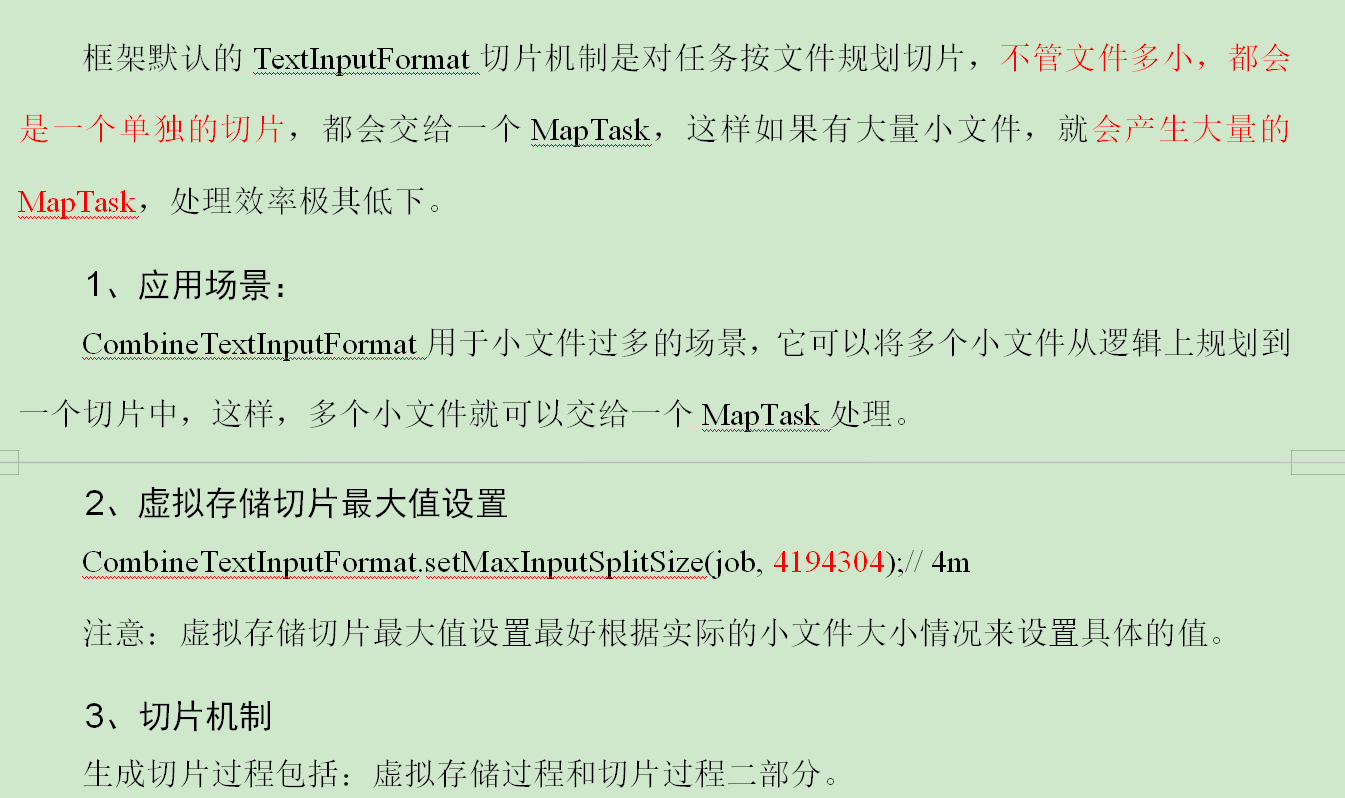 框架默认的 TextInputFormat 切片机制是对任务按文件规划切片，不管文件多小，都会
是一个单独的切片，都会交给一个 MapTask，这样如果有大量小文件，就会产生大量的
MapTask，处理效率极其低下。
1、应用场景：
CombineTextInputFormat 用于小文件过多的场景，它可以将多个小文件从逻辑上规划到
一个切片中，这样，多个小文件就可以交给一个 MapTask 处理。
2、虚拟存储切片最大值设置
CombineTextInputFormat.setMaxInputSplitSize(job, 4194304);// 4m
注意：虚拟存储切片最大值设置最好根据实际的小文件大小情况来设置具体的值。
3、切片机制
生成切片过程包括：虚拟存储过程和切片过程二部分。